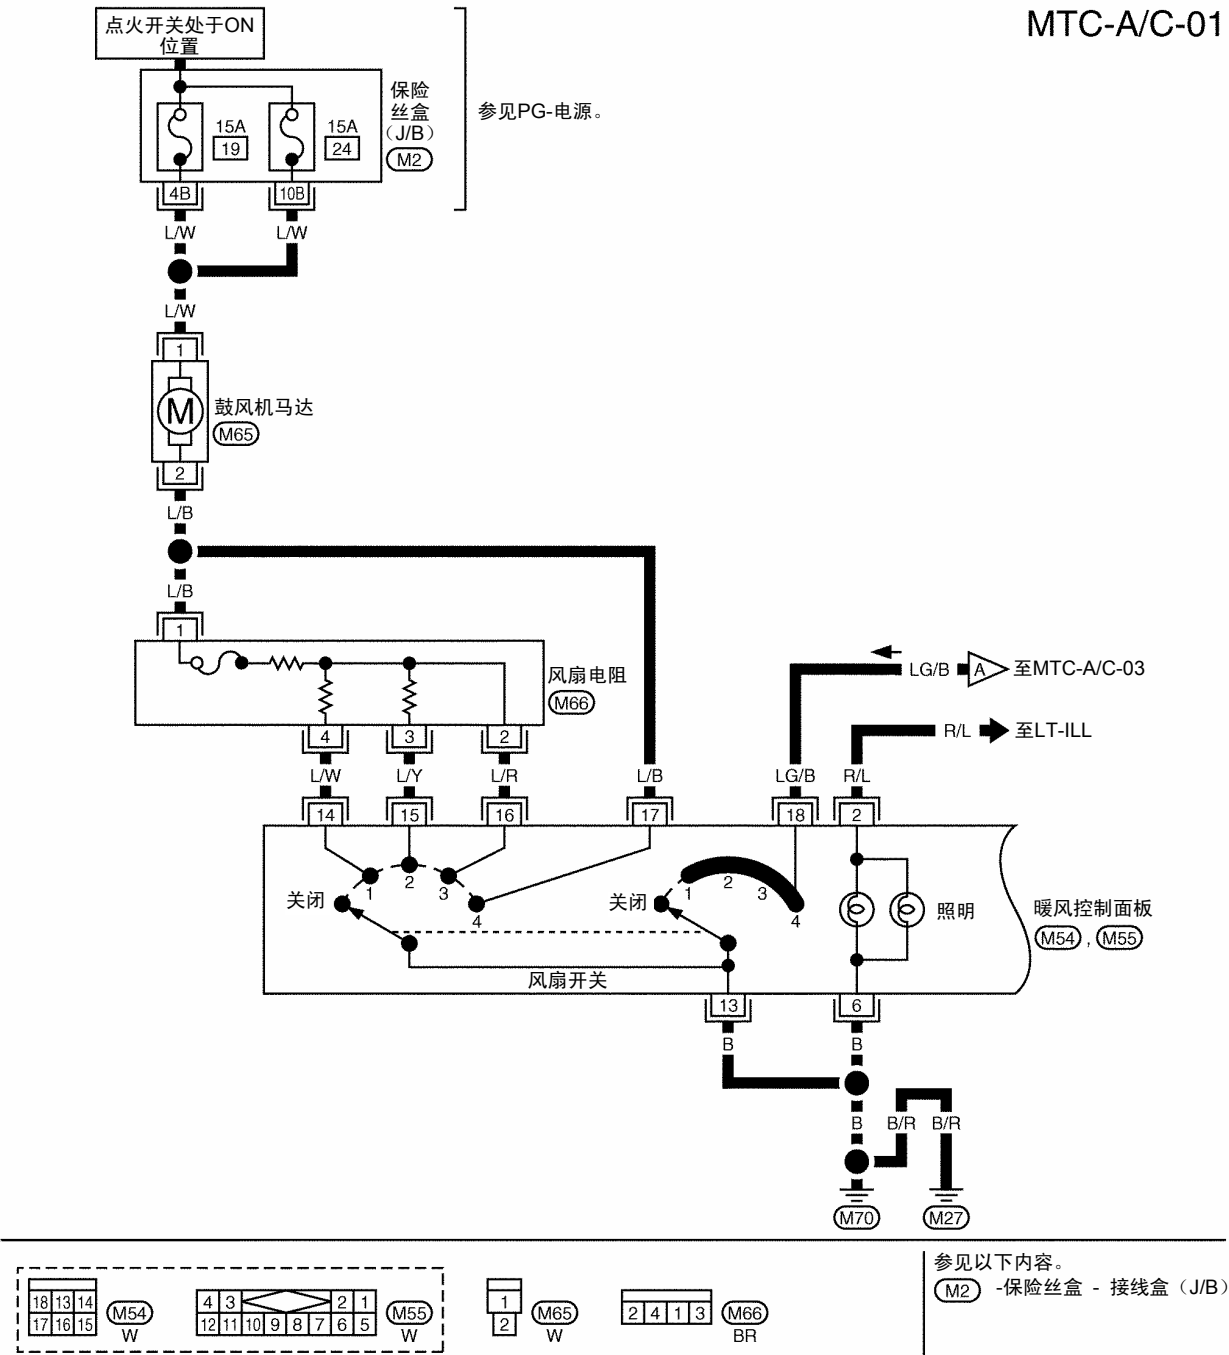 MTC-A/C-01
点火开关处于ON
位置
保险
丝盒
（J/B）
M2
参见PG-电源。
15A
19
15A
24
4B
10B
L/W
L/W
L/W
1
M
鼓风机马达
M65
2
L/B
L/B
1
风扇电阻
M66
4
3
2
LG/B
A
至MTC-A/C-03
R/L
至LT-ILL
L/W
L/Y
L/R
L/B
LG/B
R/L
14
15
16
17
18
2
关闭
1
2
3
4
关闭
1
2
3
4
照明
暖风控制面板
M54 , M55
风扇开关
13
6
B
B
B
B/R
B/R
M70
M27
18 13 14
17 16 15
M54
W
4 3 2 1
12 11 10 9 8 7 6 5
M55
W
1
2
M65
W
2 4 1 3
M66
BR
参见以下内容。
M2 -保险丝盒 - 接线盒（J/B）